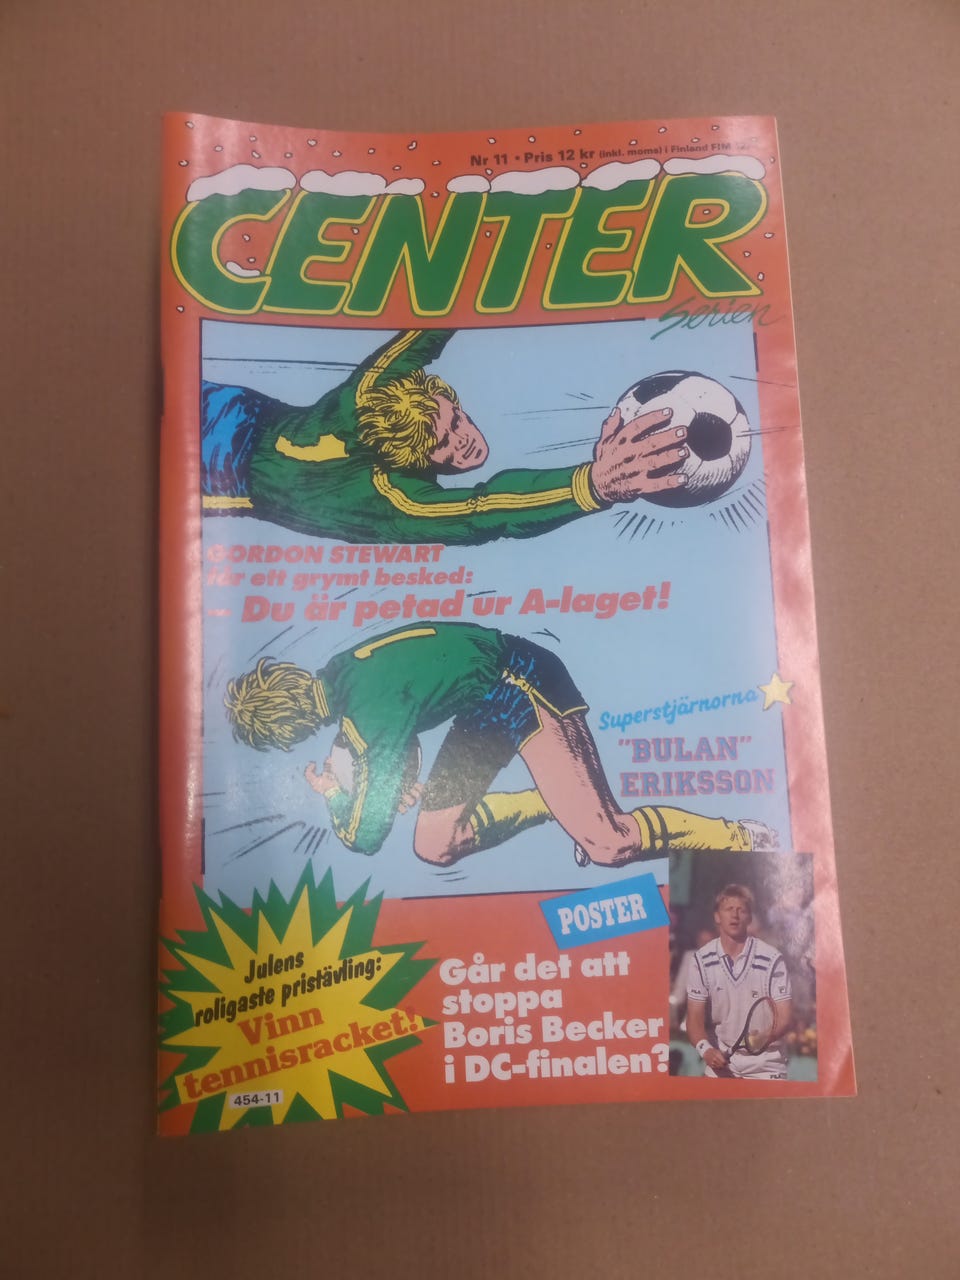 Nr 11 • Pris 12 kr (inkl. moms) i Finland FIM
CENTER
Serien
GORDON STEWART
får ett grymt besked:
– Du är petad ur A-laget!
Superstjärnorna
"BULAN"
ERIKSSON
POSTER
Går det att
stoppa
Boris Becker
i DC-finalen?
Julens
roligaste pristävling:
Vinn
tennisracket!
454-11
FILA
FILA